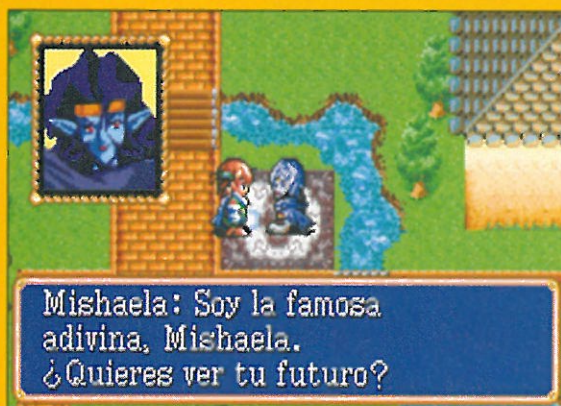 Mishaela: Soy la famosa
adivina, Mishaela.
¿Quieres ver tu futuro?